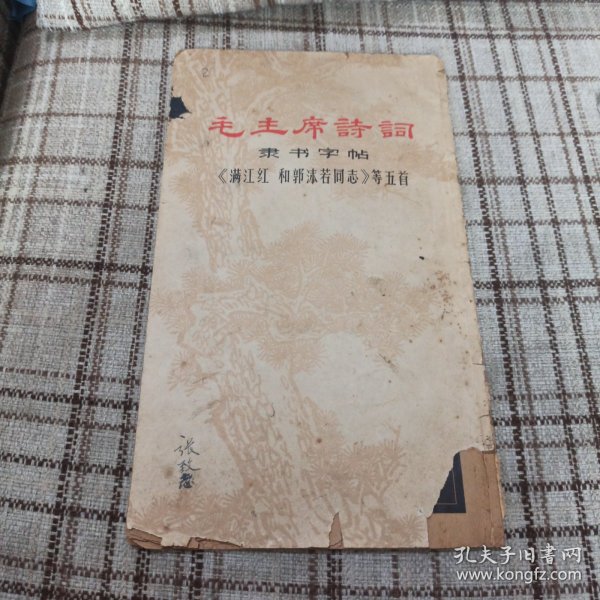 毛主席詩詞
隶书字帖
《满江红 和郭沫若同志》等五首
张
孔夫子旧书网
www.kongfz.com